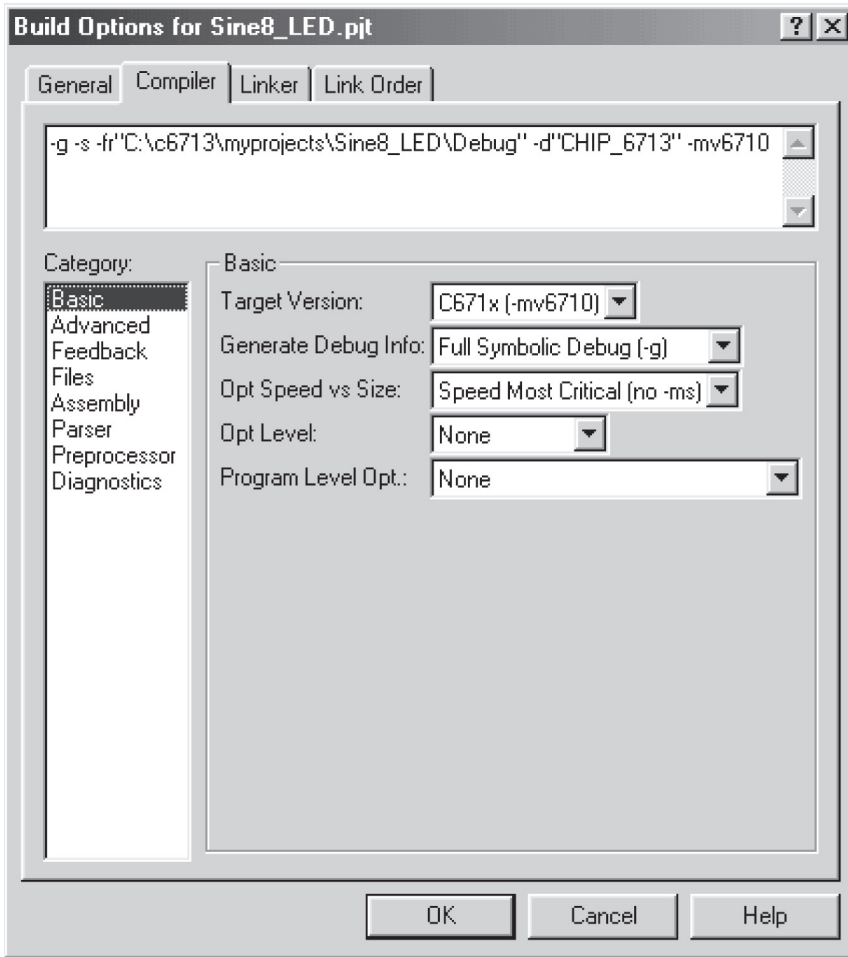 Build Options for Sine8_LED.pjt
General Compiler Linker Link Order
-g -s -fr"C:\c6713\myprojects\Sine8_LED\Debug" -d"CHIP_6713" -mv6710
Category:
Basic
Advanced
Feedback
Files
Assembly
Parser
Preprocessor
Diagnostics
Basic
Target Version: C671x (-mv6710)
Generate Debug Info: Full Symbolic Debug (-g)
Opt Speed vs Size: Speed Most Critical (no -ms)
Opt Level: None
Program Level Opt.: None
OK Cancel Help